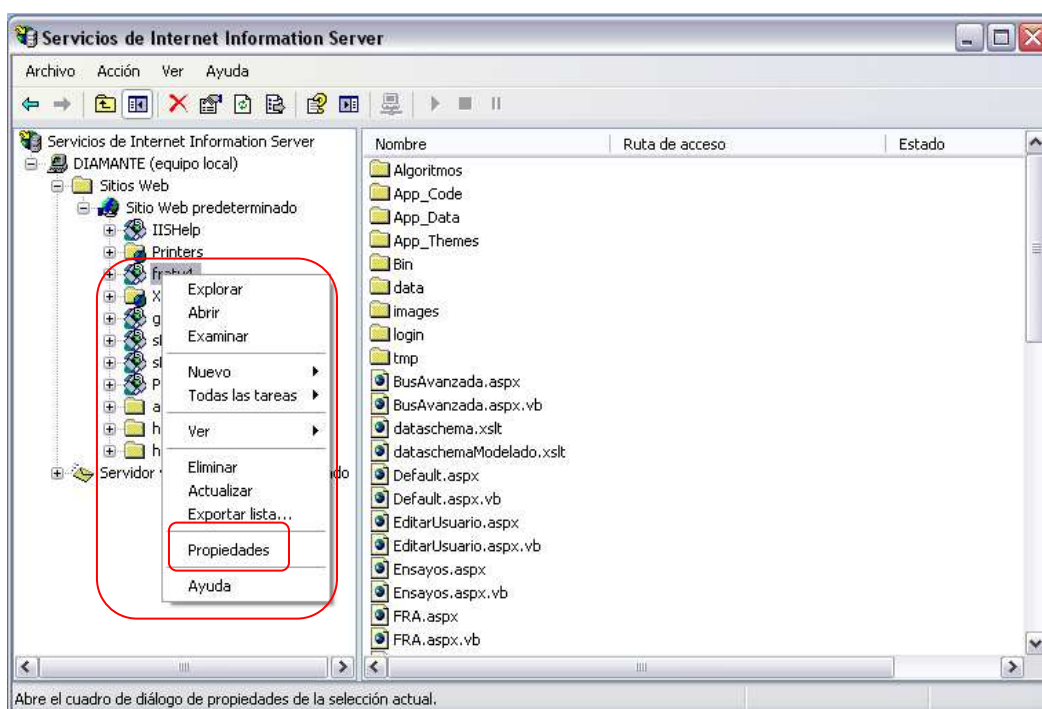 Servicios de Internet Information Server
Archivo Acción Ver Ayuda
Servicios de Internet Information Server
DIAMANTE (equipo local)
Sitios Web
Sitio Web predeterminado
IISHelp
Printers
X
g
sl
sl
P
a
h
h
Servidor
do
Explorar
Abrir
Examinar
Nuevo
Todas las tareas
Ver
Eliminar
Actualizar
Exportar lista...
Propiedades
Ayuda
Nombre Ruta de acceso Estado
Algoritmos
App_Code
App_Data
App_Themes
Bin
data
images
login
tmp
BusAvanzada.aspx
BusAvanzada.aspx.vb
dataschema.xslt
dataschemaModelado.xslt
Default.aspx
Default.aspx.vb
EditarUsuario.aspx
EditarUsuario.aspx.vb
Ensayos.aspx
Ensayos.aspx.vb
FRA.aspx
FRA.aspx.vb
Abre el cuadro de diálogo de propiedades de la selección actual.